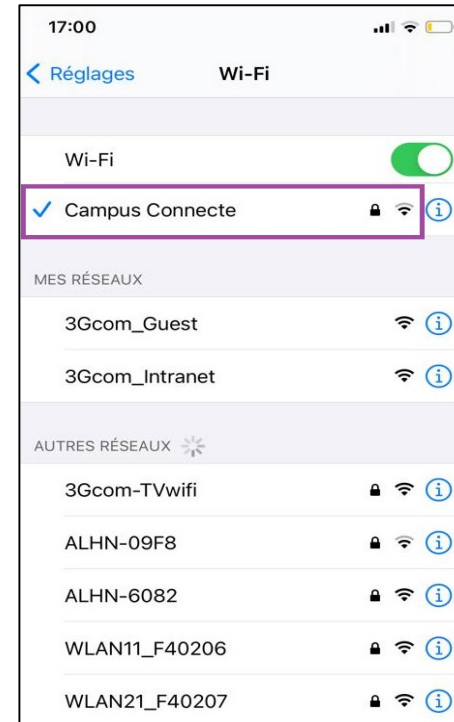 17:00
Réglages Wi-Fi
Wi-Fi
Campus Connecte
MES RÉSEAUX
3Gcom_Guest
3Gcom_Intranet
AUTRES RÉSEAUX
3Gcom-TVwifi
ALHN-09F8
ALHN-6082
WLAN11_F40206
WLAN21_F40207